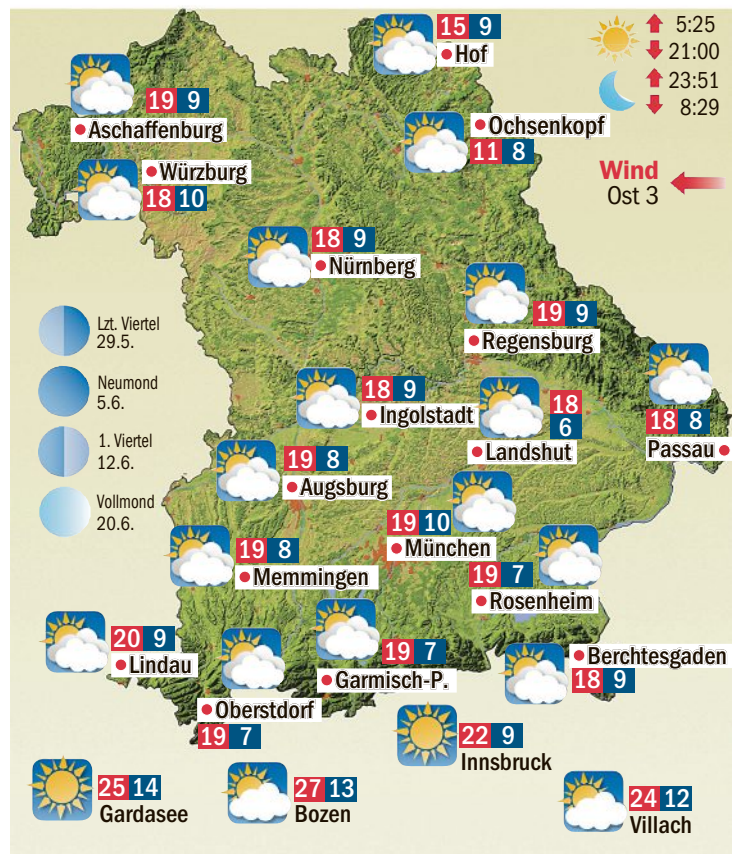 15 9
Hof
5:25
21:00
23:51
8:29
19 9
Aschaffenburg
Ochsenkopf
11 8
Würzburg
18 10
Wind
Ost 3
18 9
Nürnberg
19 9
Regensburg
Lzt. Viertel
29.5.
Neumond
5.6.
1. Viertel
12.6.
Vollmond
20.6.
18 9
Ingolstadt
18
6
Landshut
18 8
Passau
19 8
Augsburg
19 10
München
19 8
Memmingen
19 7
Rosenheim
20 9
Lindau
19 7
Garmisch-P.
Berchtesgaden
18 9
Oberstdorf
19 7
22 9
Innsbruck
25 14
Gardasee
27 13
Bozen
24 12
Villach